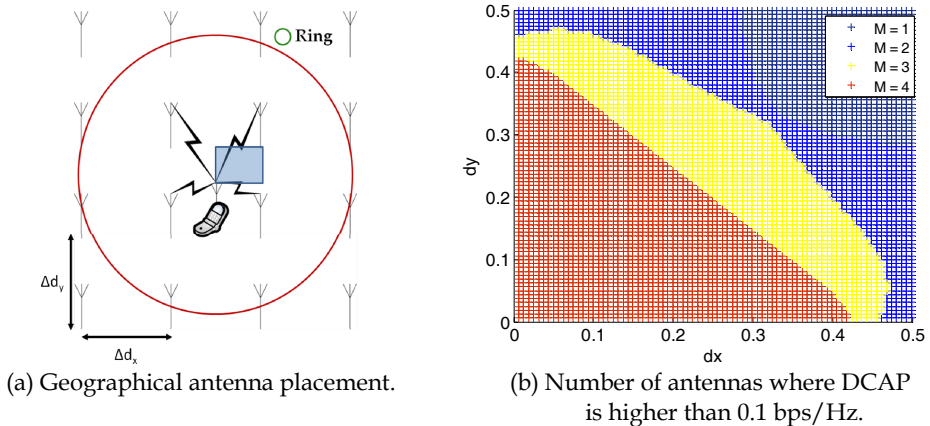 Ring
Δd_y
Δd_x
(a) Geographical antenna placement.
0.5
0.4
0.3
0.2
0.1
0
dy
M = 1
M = 2
M = 3
M = 4
0 0.1 0.2 0.3 0.4 0.5
dx
(b) Number of antennas where DCAP
is higher than 0.1 bps/Hz.